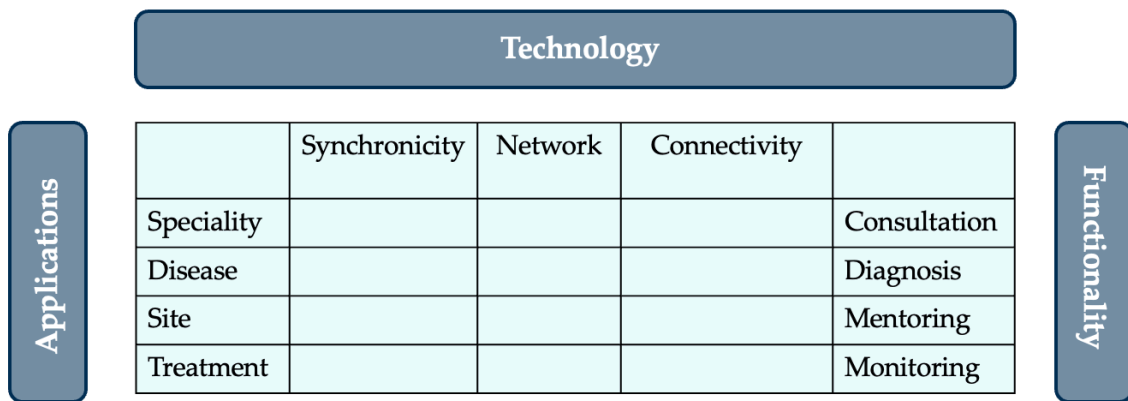 Technology
Applications
Synchronicity Network Connectivity
Speciality Consultation
Disease Diagnosis
Site Mentoring
Treatment Monitoring
Functionality